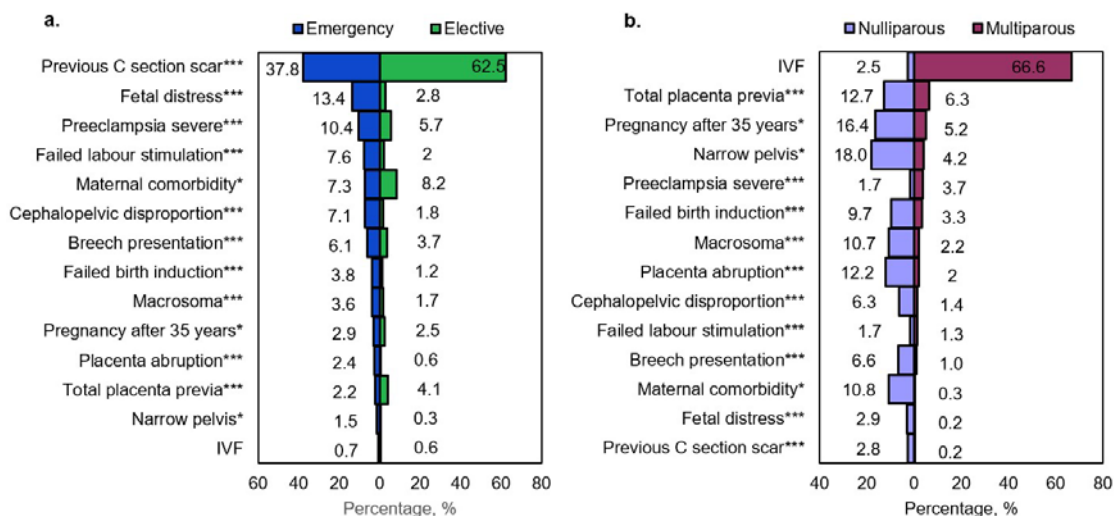 a.
Emergency Elective
Previous C section scar*** 37.8 62.5
Fetal distress*** 13.4 2.8
Preeclampsia severe*** 10.4 5.7
Failed labour stimulation*** 7.6 2
Maternal comorbidity* 7.3 8.2
Cephalopelvic disproportion*** 7.1 1.8
Breech presentation*** 6.1 3.7
Failed birth induction*** 3.8 1.2
Macrosoma*** 3.6 1.7
Pregnancy after 35 years* 2.9 2.5
Placenta abruption*** 2.4 0.6
Total placenta previa*** 2.2 4.1
Narrow pelvis* 1.5 0.3
IVF 0.7 0.6
60 40 20 0 20 40 60 80
Percentage, %
b.
Nulliparous Multiparous
IVF 2.5 66.6
Total placenta previa*** 12.7 6.3
Pregnancy after 35 years* 16.4 5.2
Narrow pelvis* 18.0 4.2
Preeclampsia severe*** 1.7 3.7
Failed birth induction*** 9.7 3.3
Macrosoma*** 10.7 2.2
Placenta abruption*** 12.2 2
Cephalopelvic disproportion*** 6.3 1.4
Failed labour stimulation*** 1.7 1.3
Breech presentation*** 6.6 1.0
Maternal comorbidity* 10.8 0.3
Fetal distress*** 2.9 0.2
Previous C section scar*** 2.8 0.2
40 20 0 20 40 60 80
Percentage, %